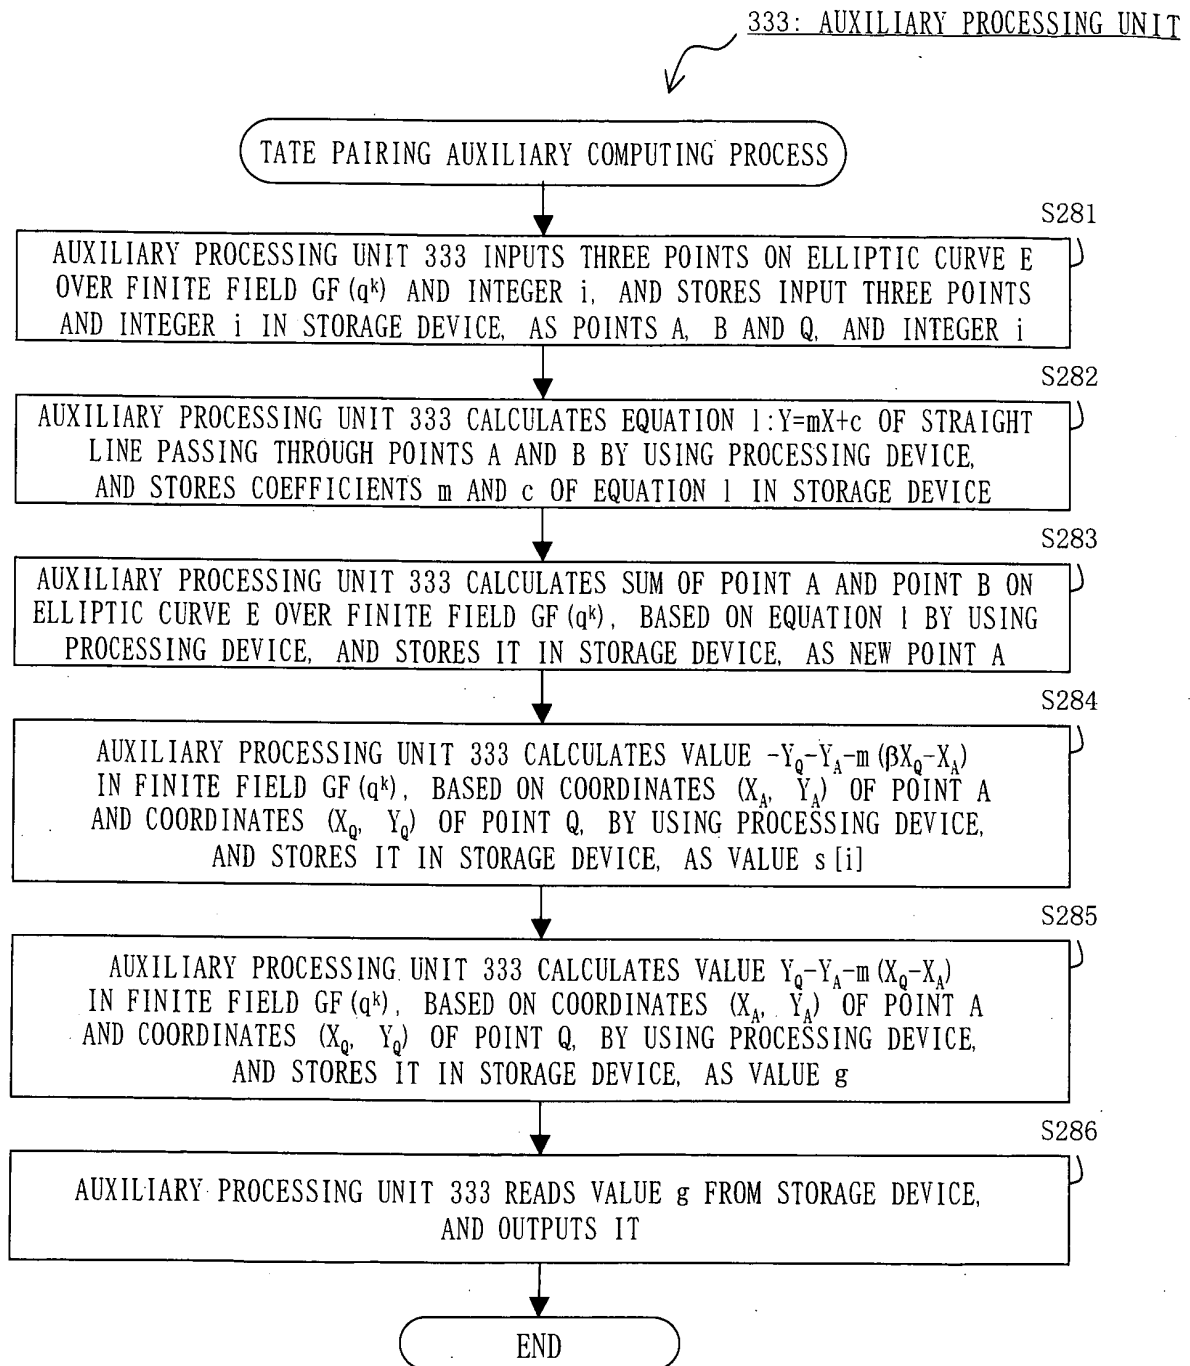 333: AUXILIARY PROCESSING UNIT
TATE PAIRING AUXILIARY COMPUTING PROCESS
S281
AUXILIARY PROCESSING UNIT 333 INPUTS THREE POINTS ON ELLIPTIC CURVE E
OVER FINITE FIELD GF(qᵏ) AND INTEGER i, AND STORES INPUT THREE POINTS
AND INTEGER i IN STORAGE DEVICE, AS POINTS A, B AND Q, AND INTEGER i
S282
AUXILIARY PROCESSING UNIT 333 CALCULATES EQUATION l:Y=mX+c OF STRAIGHT
LINE PASSING THROUGH POINTS A AND B BY USING PROCESSING DEVICE,
AND STORES COEFFICIENTS m AND c OF EQUATION l IN STORAGE DEVICE
S283
AUXILIARY PROCESSING UNIT 333 CALCULATES SUM OF POINT A AND POINT B ON
ELLIPTIC CURVE E OVER FINITE FIELD GF(qᵏ), BASED ON EQUATION l BY USING
PROCESSING DEVICE, AND STORES IT IN STORAGE DEVICE, AS NEW POINT A
S284
AUXILIARY PROCESSING UNIT 333 CALCULATES VALUE -Y_Q-Y_A-m(βX_Q-X_A)
IN FINITE FIELD GF(qᵏ), BASED ON COORDINATES (X_A, Y_A) OF POINT A
AND COORDINATES (X_Q, Y_Q) OF POINT Q, BY USING PROCESSING DEVICE,
AND STORES IT IN STORAGE DEVICE, AS VALUE s[i]
S285
AUXILIARY PROCESSING UNIT 333 CALCULATES VALUE Y_Q-Y_A-m(X_Q-X_A)
IN FINITE FIELD GF(qᵏ), BASED ON COORDINATES (X_A, Y_A) OF POINT A
AND COORDINATES (X_Q, Y_Q) OF POINT Q, BY USING PROCESSING DEVICE,
AND STORES IT IN STORAGE DEVICE, AS VALUE g
S286
AUXILIARY PROCESSING UNIT 333 READS VALUE g FROM STORAGE DEVICE,
AND OUTPUTS IT
END